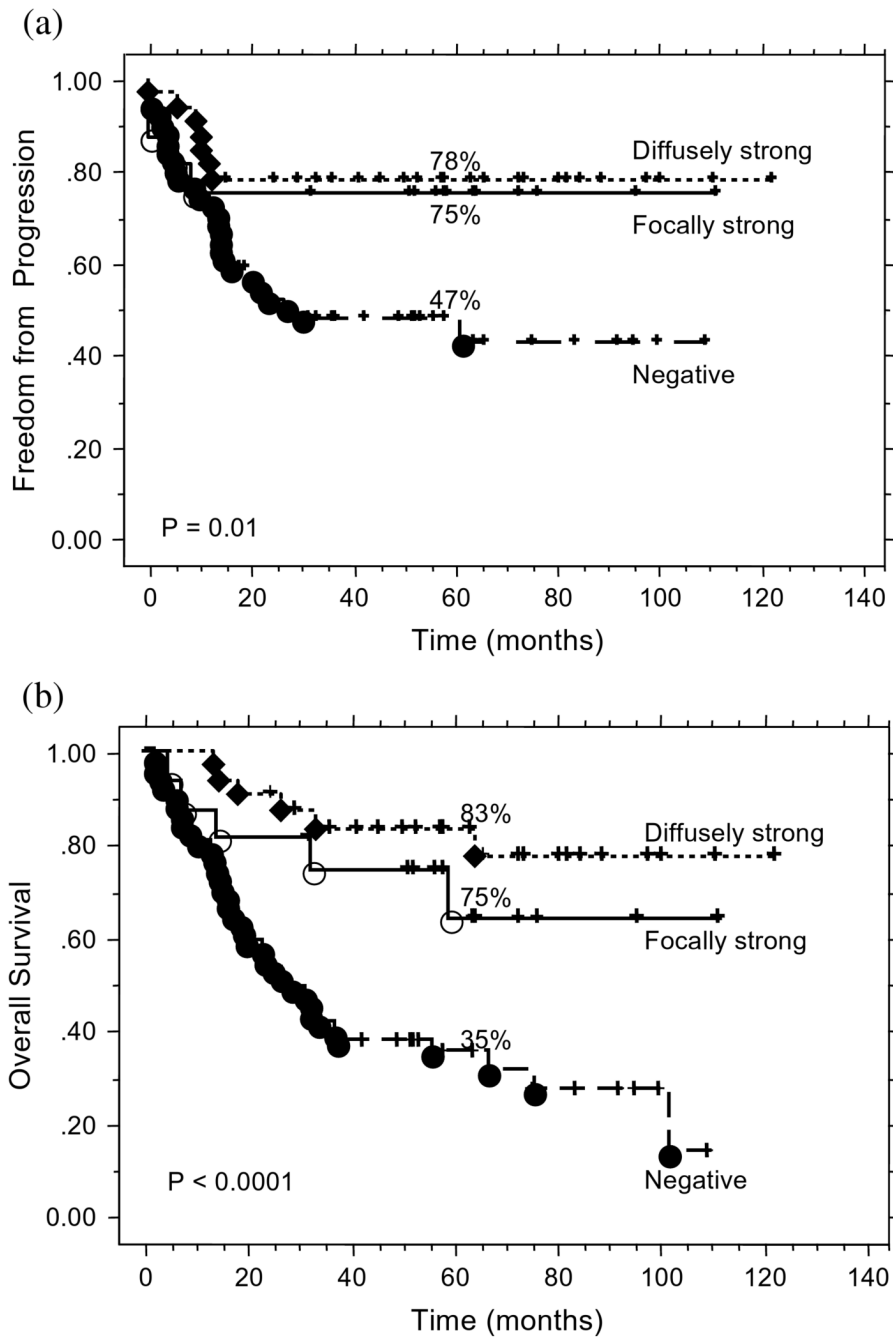 (a)
Freedom from Progression
1.00
.80
.60
.40
.20
0.00
78%
Diffusely strong
75%
Focally strong
47%
Negative
P = 0.01
0 20 40 60 80 100 120 140
Time (months)
(b)
Overall Survival
1.00
.80
.60
.40
.20
0.00
83%
Diffusely strong
75%
Focally strong
35%
Negative
P < 0.0001
0 20 40 60 80 100 120 140
Time (months)